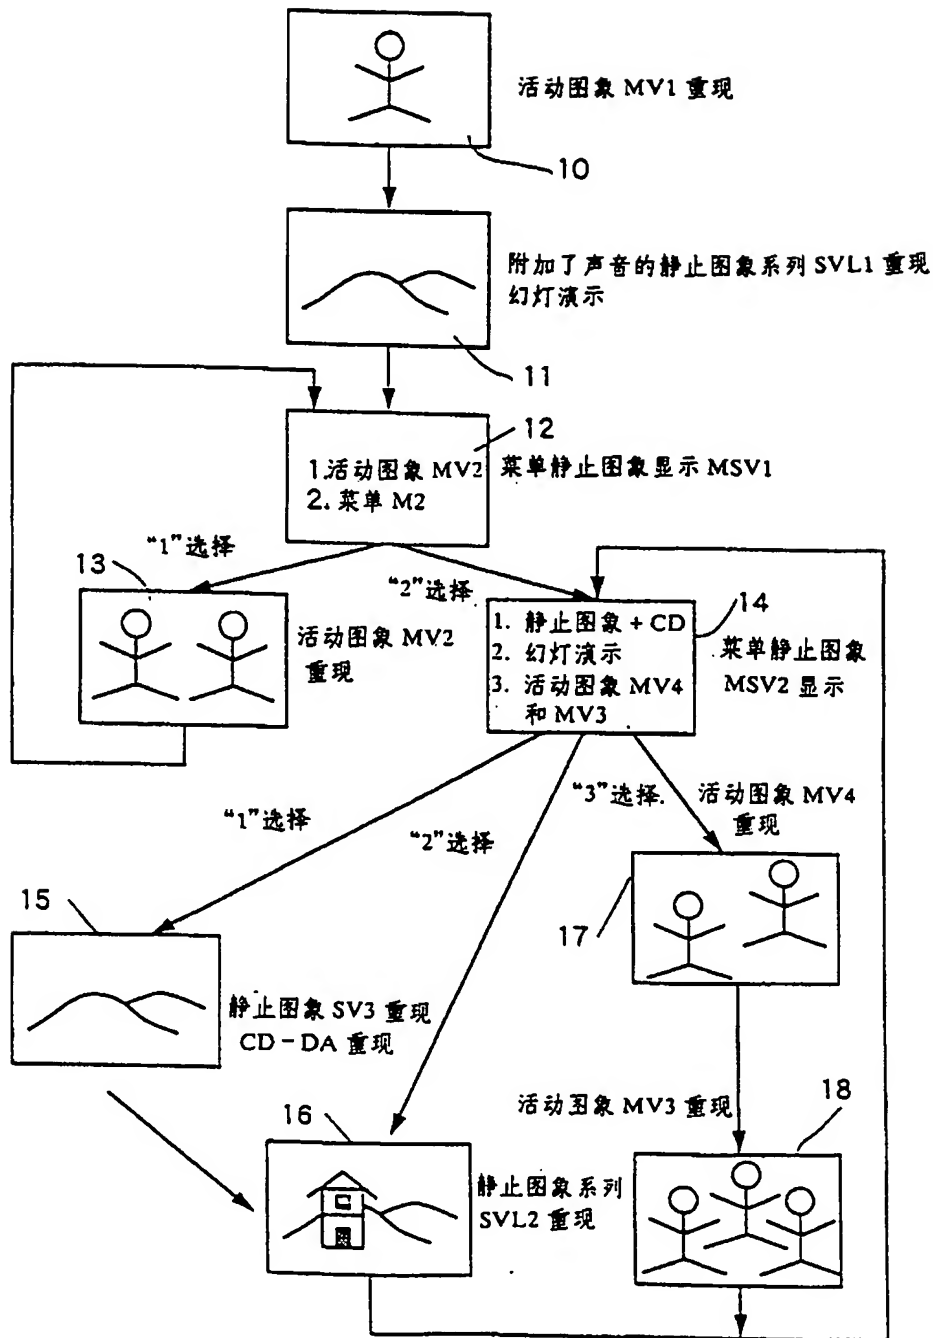 活动图象 MV1 重现
10
附加了声音的静止图象系列 SVL1 重现
幻灯演示
11
12
1.活动图象 MV2
2.菜单 M2
菜单静止图象显示 MSV1
“1”选择
“2”选择
13
活动图象 MV2
重现
14
1. 静止图象 + CD
2. 幻灯演示
3. 活动图象 MV4
和 MV3
菜单静止图象
MSV2 显示
“1”选择
“2”选择
“3”选择.
活动图象 MV4
重现
15
静止图象 SV3 重现
CD-DA 重现
17
16
静止图象系列
SVL2 重现
活动图象 MV3 重现
18